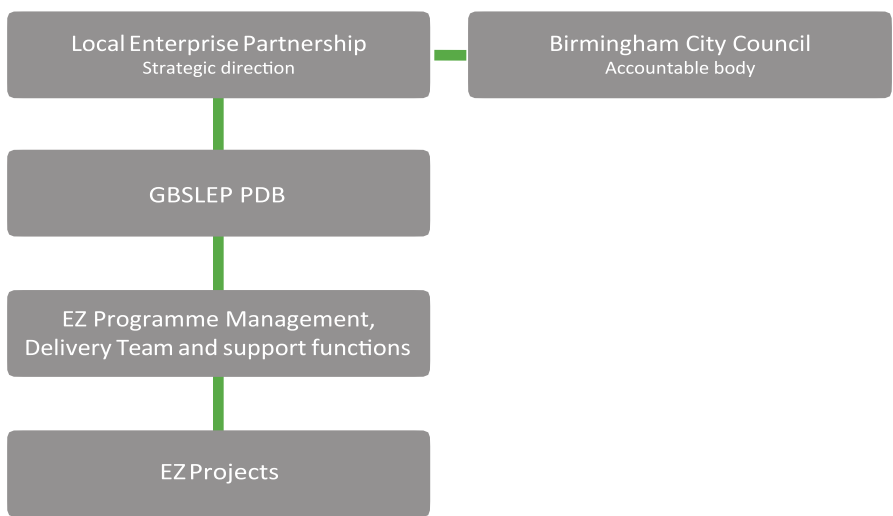 Local Enterprise Partnership
Strategic direction
Birmingham City Council
Accountable body
GBSLEP PDB
EZ Programme Management,
Delivery Team and support functions
EZ Projects